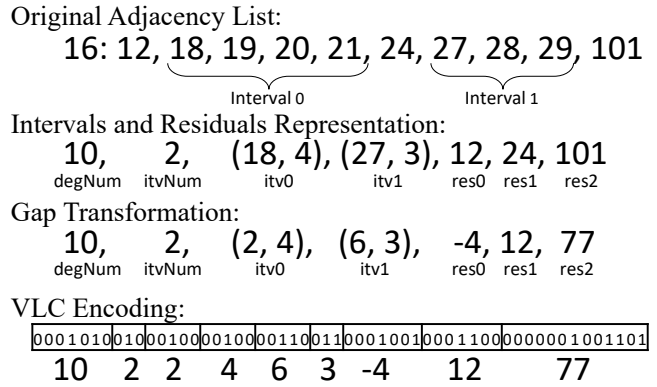 Original Adjacency List:
16: 12, 18, 19, 20, 21, 24, 27, 28, 29, 101
Interval 0 Interval 1
Intervals and Residuals Representation:
10, 2, (18, 4), (27, 3), 12, 24, 101
degNum itvNum itv0 itv1 res0 res1 res2
Gap Transformation:
10, 2, (2, 4), (6, 3), -4, 12, 77
degNum itvNum itv0 itv1 res0 res1 res2
VLC Encoding:
0001010 010 00100 00100 00110 011 0001001 0001100 0000001001101
10 2 2 4 6 3 -4 12 77